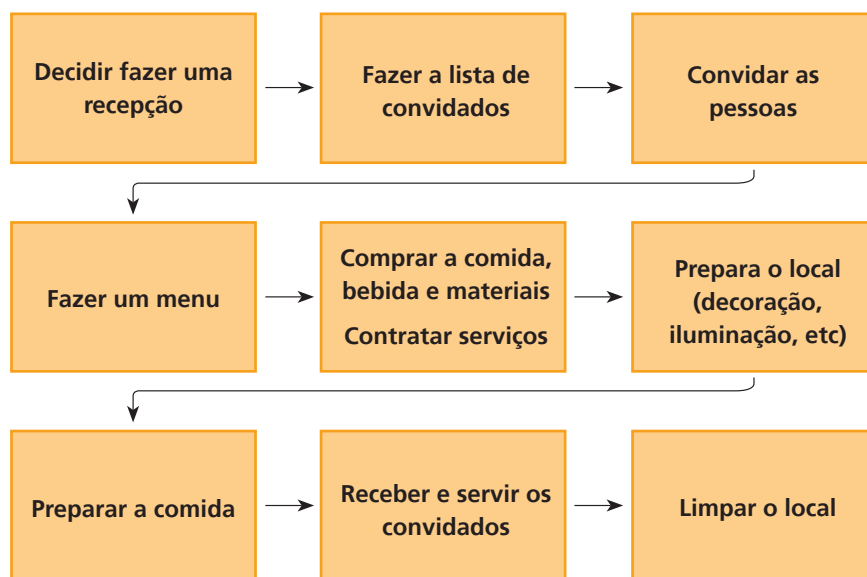 Decidir fazer uma
recepção
Fazer a lista de
convidados
Convidar as
pessoas
Fazer um menu
Comprar a comida,
bebida e materiais
Contratar serviços
Prepara o local
(decoração,
iluminação, etc)
Preparar a comida
Receber e servir os
convidados
Limpar o local